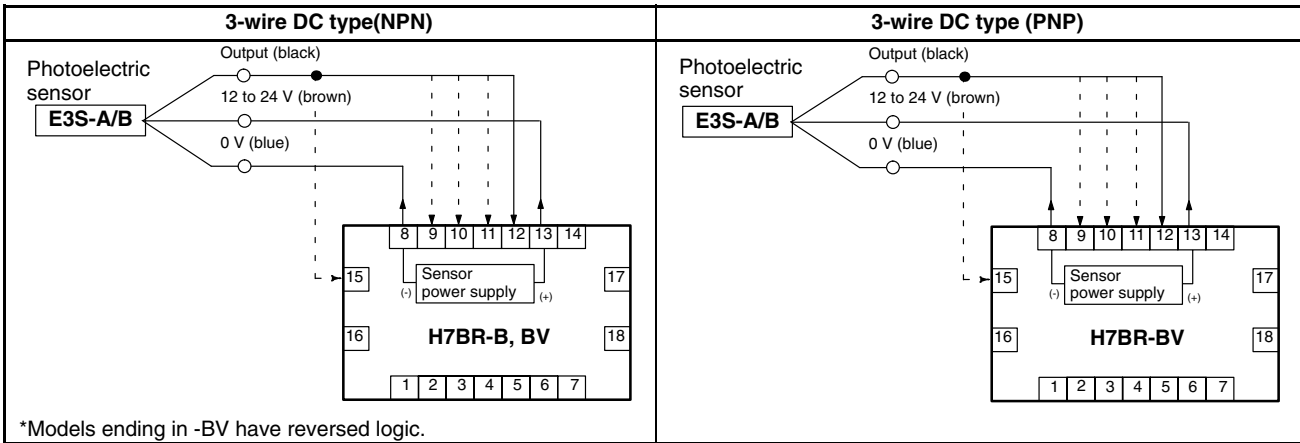 3-wire DC type(NPN)
Output (black)
Photoelectric
sensor
12 to 24 V (brown)
E3S-A/B
0 V (blue)
8 9 10 11 12 13 14
15
Sensor
power supply
17
(-)
(+)
16
H7BR-B, BV
18
1 2 3 4 5 6 7
*Models ending in -BV have reversed logic.
3-wire DC type (PNP)
Output (black)
Photoelectric
sensor
12 to 24 V (brown)
E3S-A/B
0 V (blue)
8 9 10 11 12 13 14
15
Sensor
power supply
17
(-)
(+)
16
H7BR-BV
18
1 2 3 4 5 6 7